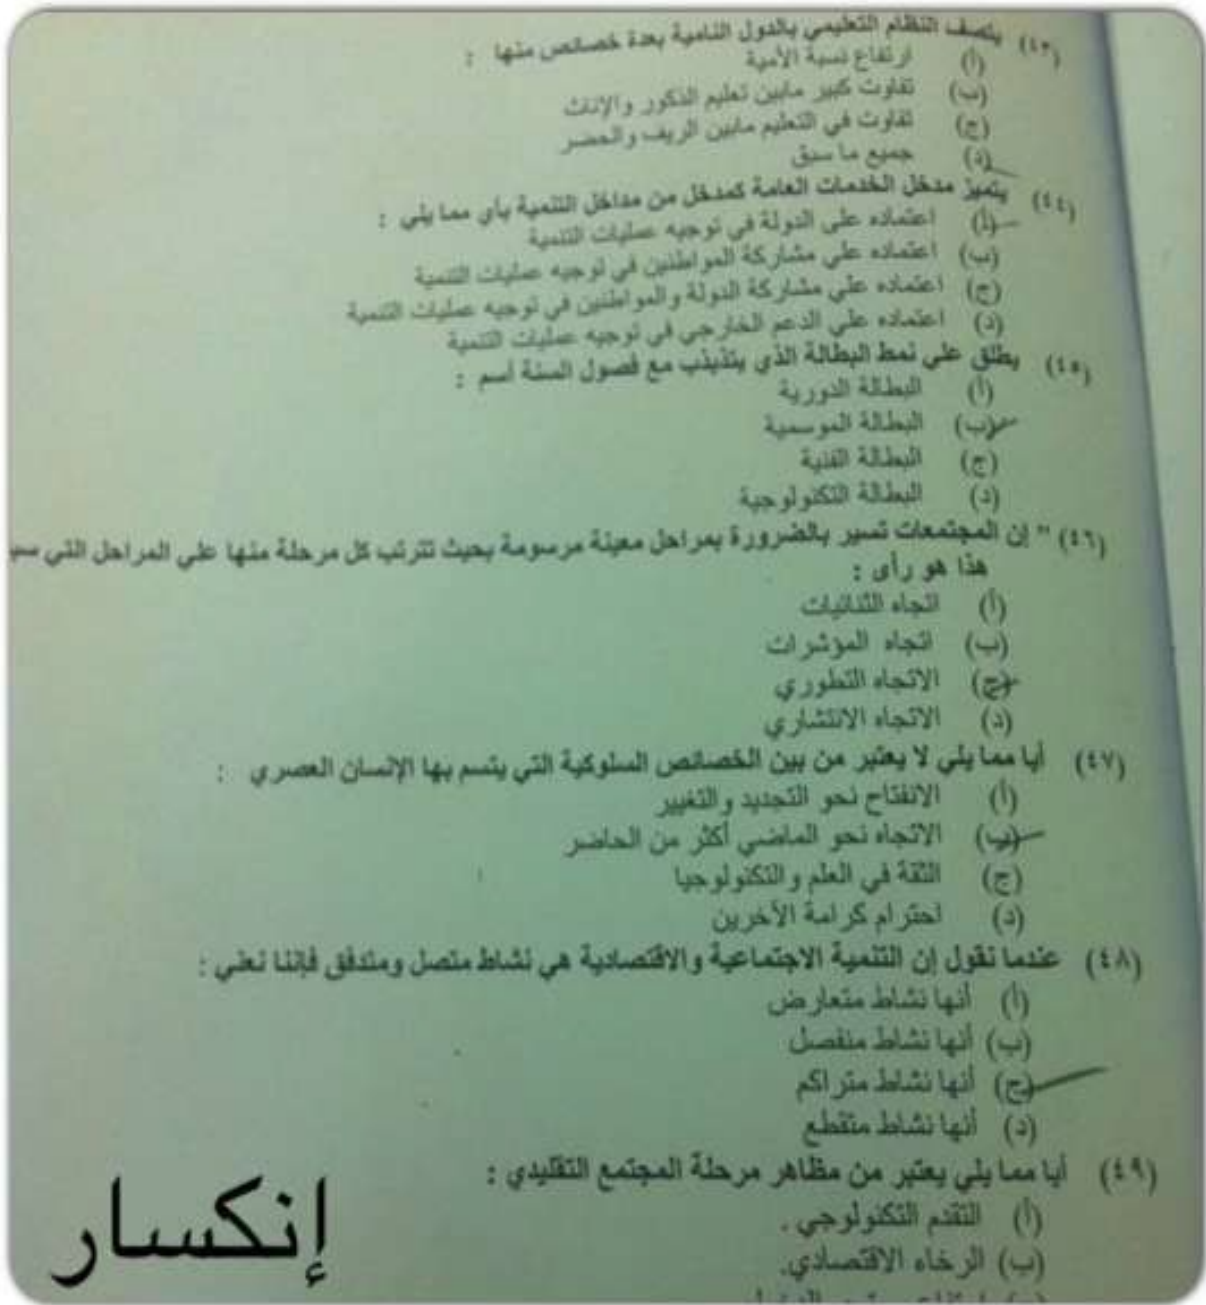 (٤٣) يتصف النظام التعليمي بالدول النامية بعدة خصائص منها :
(أ) ارتفاع نسبة الأمية
(ب) تفاوت كبير مابين تعليم الذكور والإناث
(ج) تفاوت في التعليم مابين الريف والحضر
(د) جميع ما سبق
(٤٤) يتميز مدخل الخدمات العامة كمدخل من مداخل التنمية بأي مما يلي :
(أ) اعتماده على الدولة في توجيه عمليات التنمية
(ب) اعتماده علي مشاركة المواطنين في توجيه عمليات التنمية
(ج) اعتماده علي مشاركة الدولة والمواطنين في توجيه عمليات التنمية
(د) اعتماده علي الدعم الخارجي في توجيه عمليات التنمية
(٤٥) يطلق علي نمط البطالة الذي يتذبذب مع فصول السنة أسم :
(أ) البطالة الدورية
(ب) البطالة الموسمية
(ج) البطالة الفنية
(د) البطالة التكنولوجية
(٤٦) " إن المجتمعات تسير بالضرورة بمراحل معينة مرسومة بحيث تترتب كل مرحلة منها علي المراحل التي
هذا هو رأى :
(أ) اتجاه الثنائيات
(ب) اتجاه المؤشرات
(ج) الاتجاه التطوري
(د) الاتجاه الانتشاري
(٤٧) أيا مما يلي لا يعتبر من بين الخصائص السلوكية التي يتسم بها الإنسان العصري :
(أ) الانفتاح نحو التجديد والتغيير
(ب) الاتجاه نحو الماضي أكثر من الحاضر
(ج) الثقة في العلم والتكنولوجيا
(د) احترام كرامة الآخرين
(٤٨) عندما نقول إن التنمية الاجتماعية والاقتصادية هي نشاط متصل ومتدفق فإننا نعني :
(أ) أنها نشاط متعارض
(ب) أنها نشاط منفصل
(ج) أنها نشاط متراكم
(د) أنها نشاط متقطع
(٤٩) أيا مما يلي يعتبر من مظاهر مرحلة المجتمع التقليدي :
(أ) التقدم التكنولوجي .
(ب) الرخاء الاقتصادي.
إنكسار